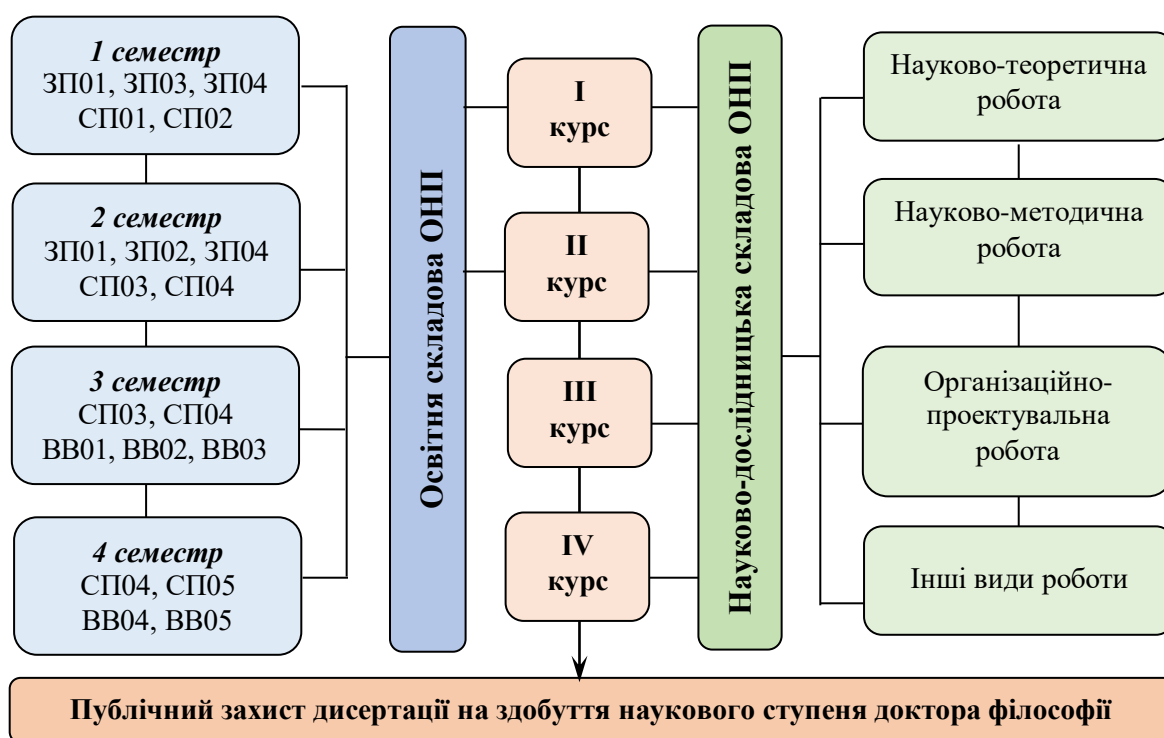 1 семестр
ЗП01, ЗП03, ЗП04
СП01, СП02
2 семестр
ЗП01, ЗП02, ЗП04
СП03, СП04
3 семестр
СП03, СП04
ВВ01, ВВ02, ВВ03
4 семестр
СП04, СП05
ВВ04, ВВ05
Освітня складова ОНП
І
курс
ІІ
курс
ІІІ
курс
IV
курс
Науково-дослідницька складова ОНП
Науково-теоретична
робота
Науково-методична
робота
Організаційно-
проектувальна
робота
Інші види роботи
Публічний захист дисертації на здобуття наукового ступеня доктора філософії